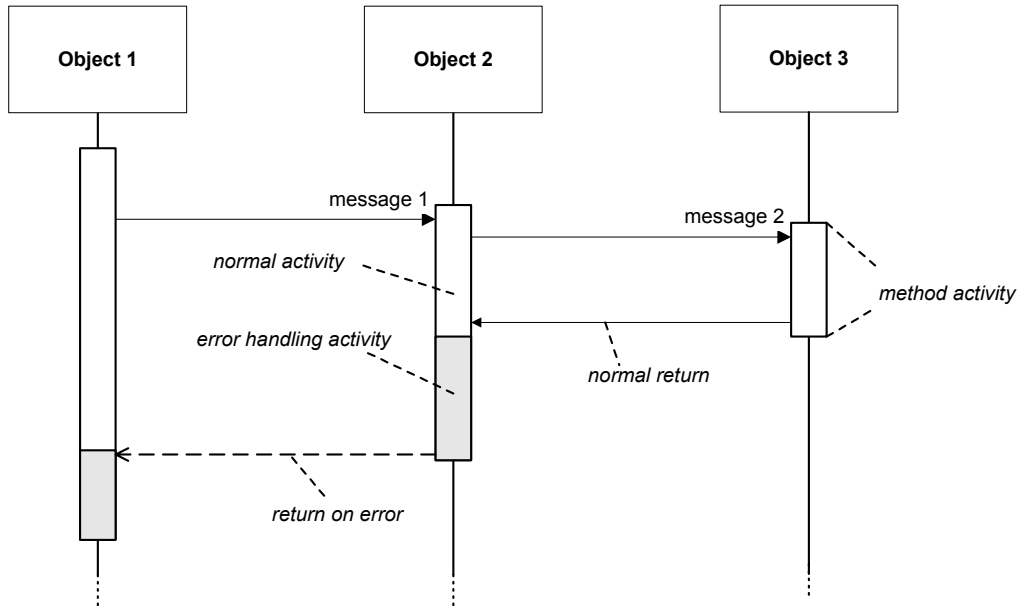 Object 1
Object 2
Object 3
message 1
message 2
normal activity
method activity
error handling activity
normal return
return on error